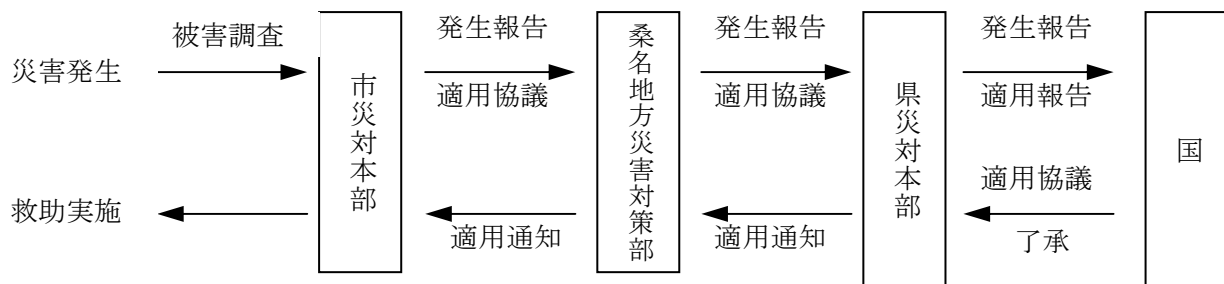 被害調査
発生報告
発生報告
発生報告
災害発生
適用協議
適用協議
適用報告
市災対本部
桑名地方災害対策部
県災対本部
国
適用協議
救助実施
適用通知
適用通知
了承